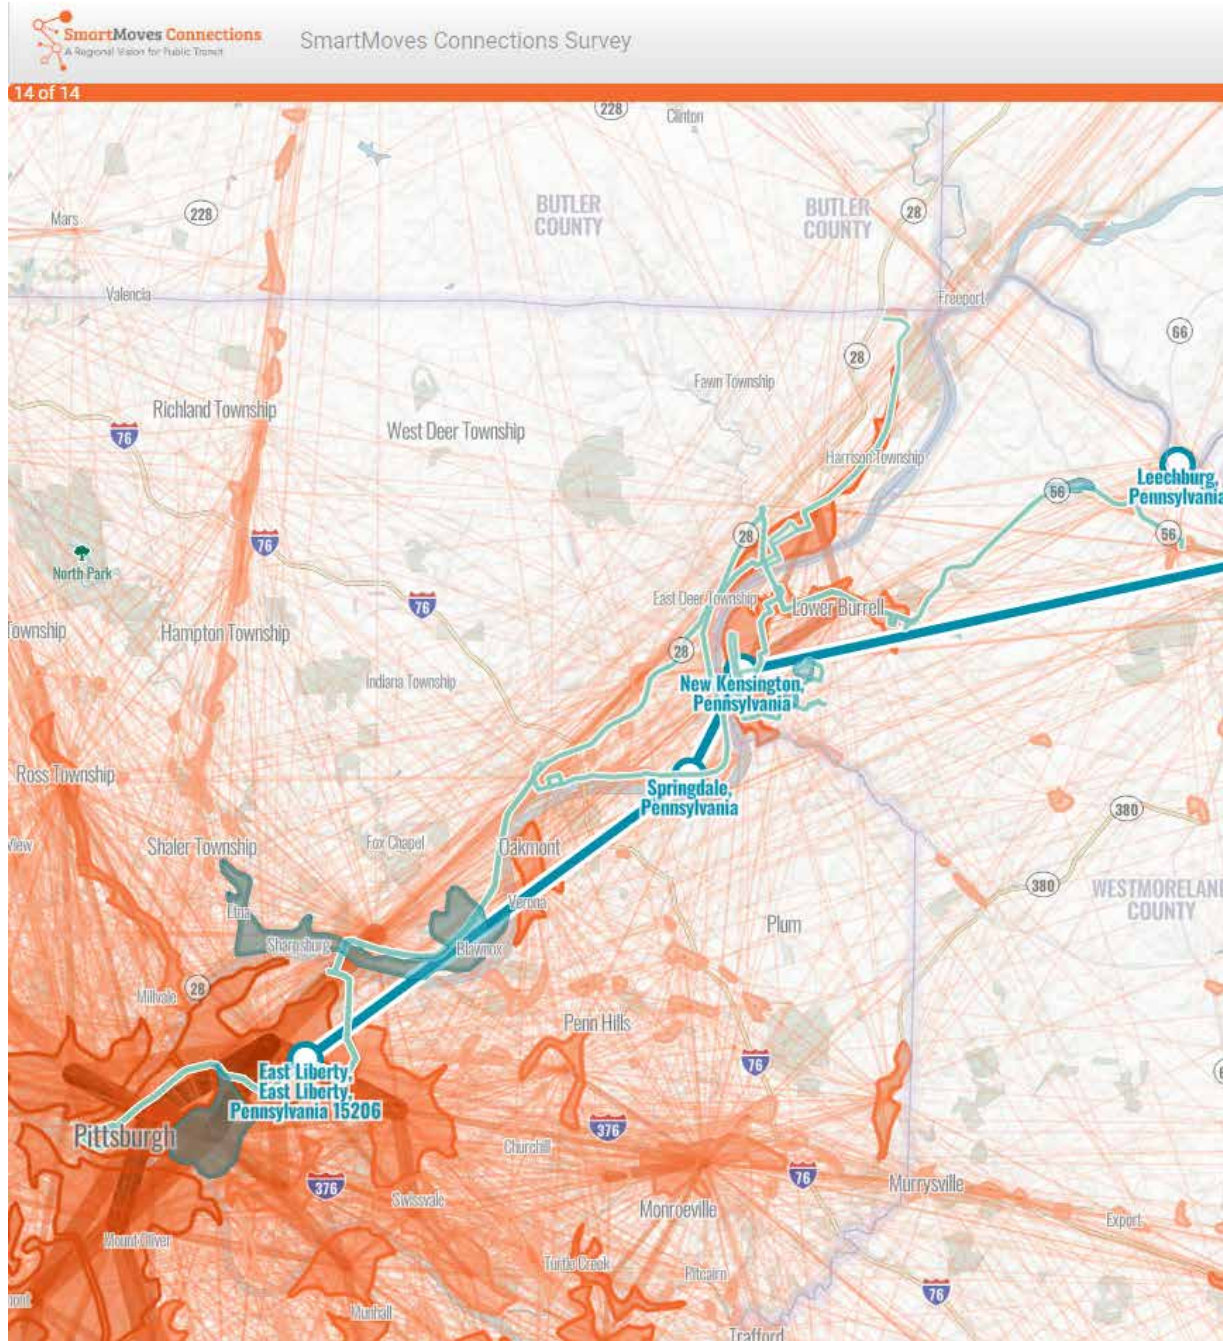 SmartMoves Connections
A Regional Vision for Public Transit
SmartMoves Connections Survey
14 of 14
228
Clinton
BUTLER
COUNTY
BUTLER
COUNTY
28
Mars
228
Valencia
Freeport
66
28
Fawn Township
Richland Township
76
West Deer Township
Harrison Township
Leechburg,
Pennsylvania
56
56
28
76
North Park
76
East Deer Township
Lower Burrell
Township
Hampton Township
28
Indiana Township
New Kensington,
Pennsylvania
Ross Township
Springdale,
Pennsylvania
380
View
Shaler Township
Fox Chapel
Oakmont
380
WESTMORELAND
COUNTY
Etna
Verona
Plum
Sharpsburg
Blawnox
Millvale
28
Penn Hills
76
East Liberty,
East Liberty,
Pennsylvania 15206
Pittsburgh
376
Churchill
376
76
Swissvale
Murrysville
Monroeville
Export
Mount Oliver
Turtle Creek
Pitcairn
76
Munhall
Trafford